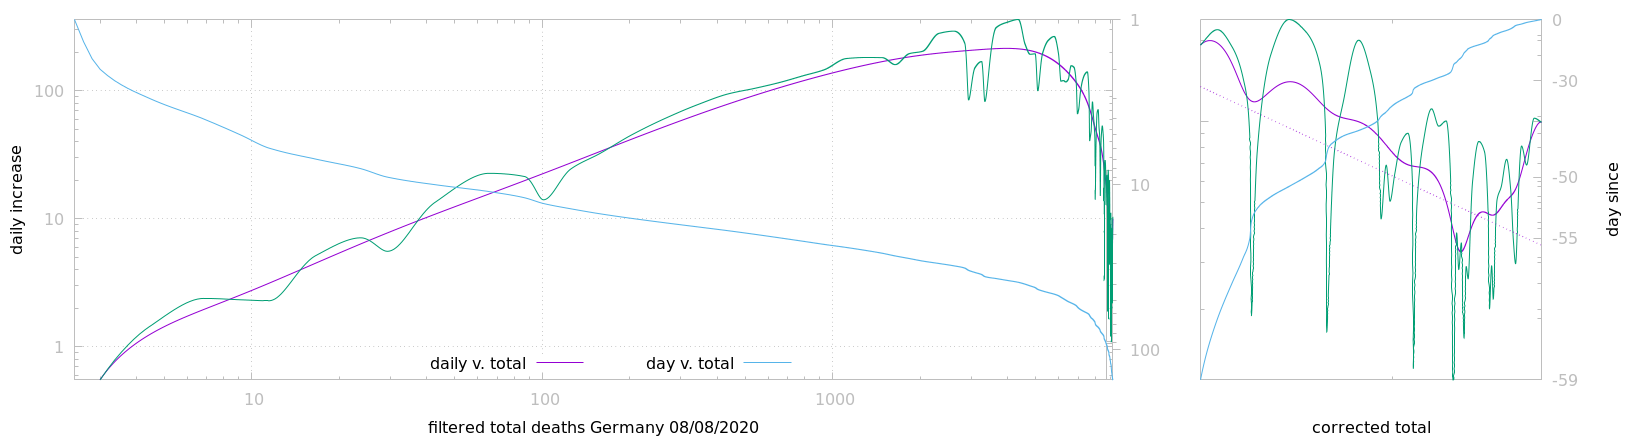 daily increase
100
10
1
10
100
1000
1
10
100
daily v. total
day v. total
filtered total deaths Germany 08/08/2020
0
-30
-50
-55
-59
day since
corrected total